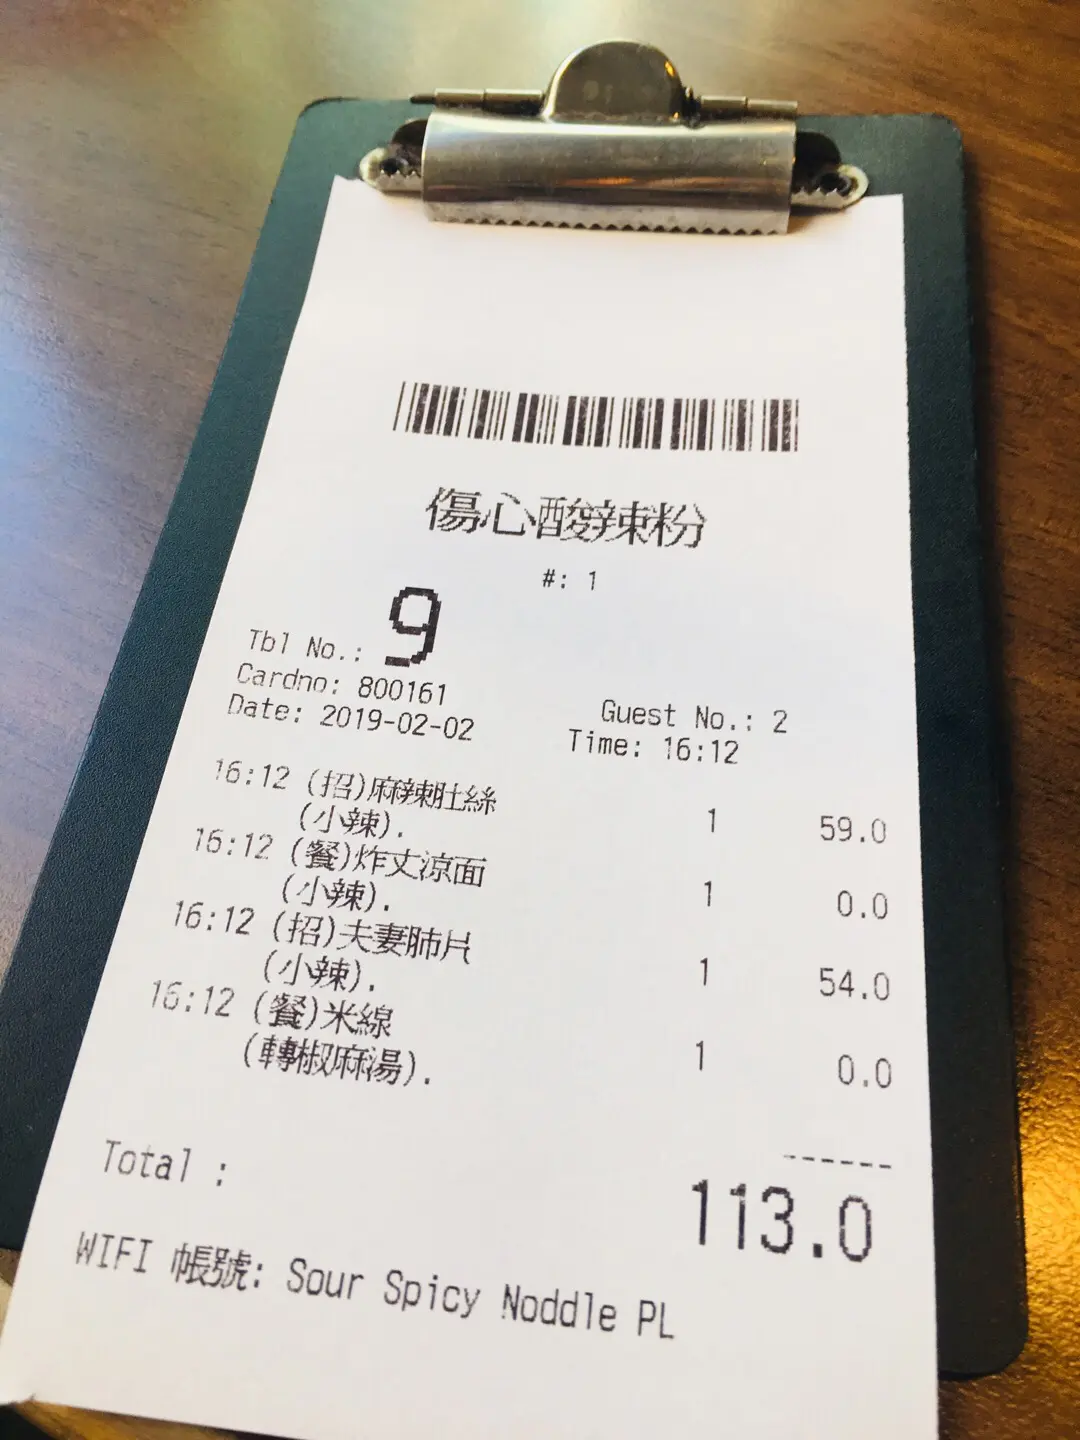 傷心酸辣粉
#: 1
Tbl No.: 9
Cardno: 800161
Guest No.: 2
Date: 2019-02-02
Time: 16:12
16:12 (招)麻辣肚絲 1 59.0
(小辣).
16:12 (餐)炸丈涼面 1 0.0
(小辣).
16:12 (招)夫妻肺片 1 54.0
(小辣).
16:12 (餐)米線 1 0.0
(轉椒麻湯).
------
Total : 113.0
WIFI 帳號: Sour Spicy Noddle PL